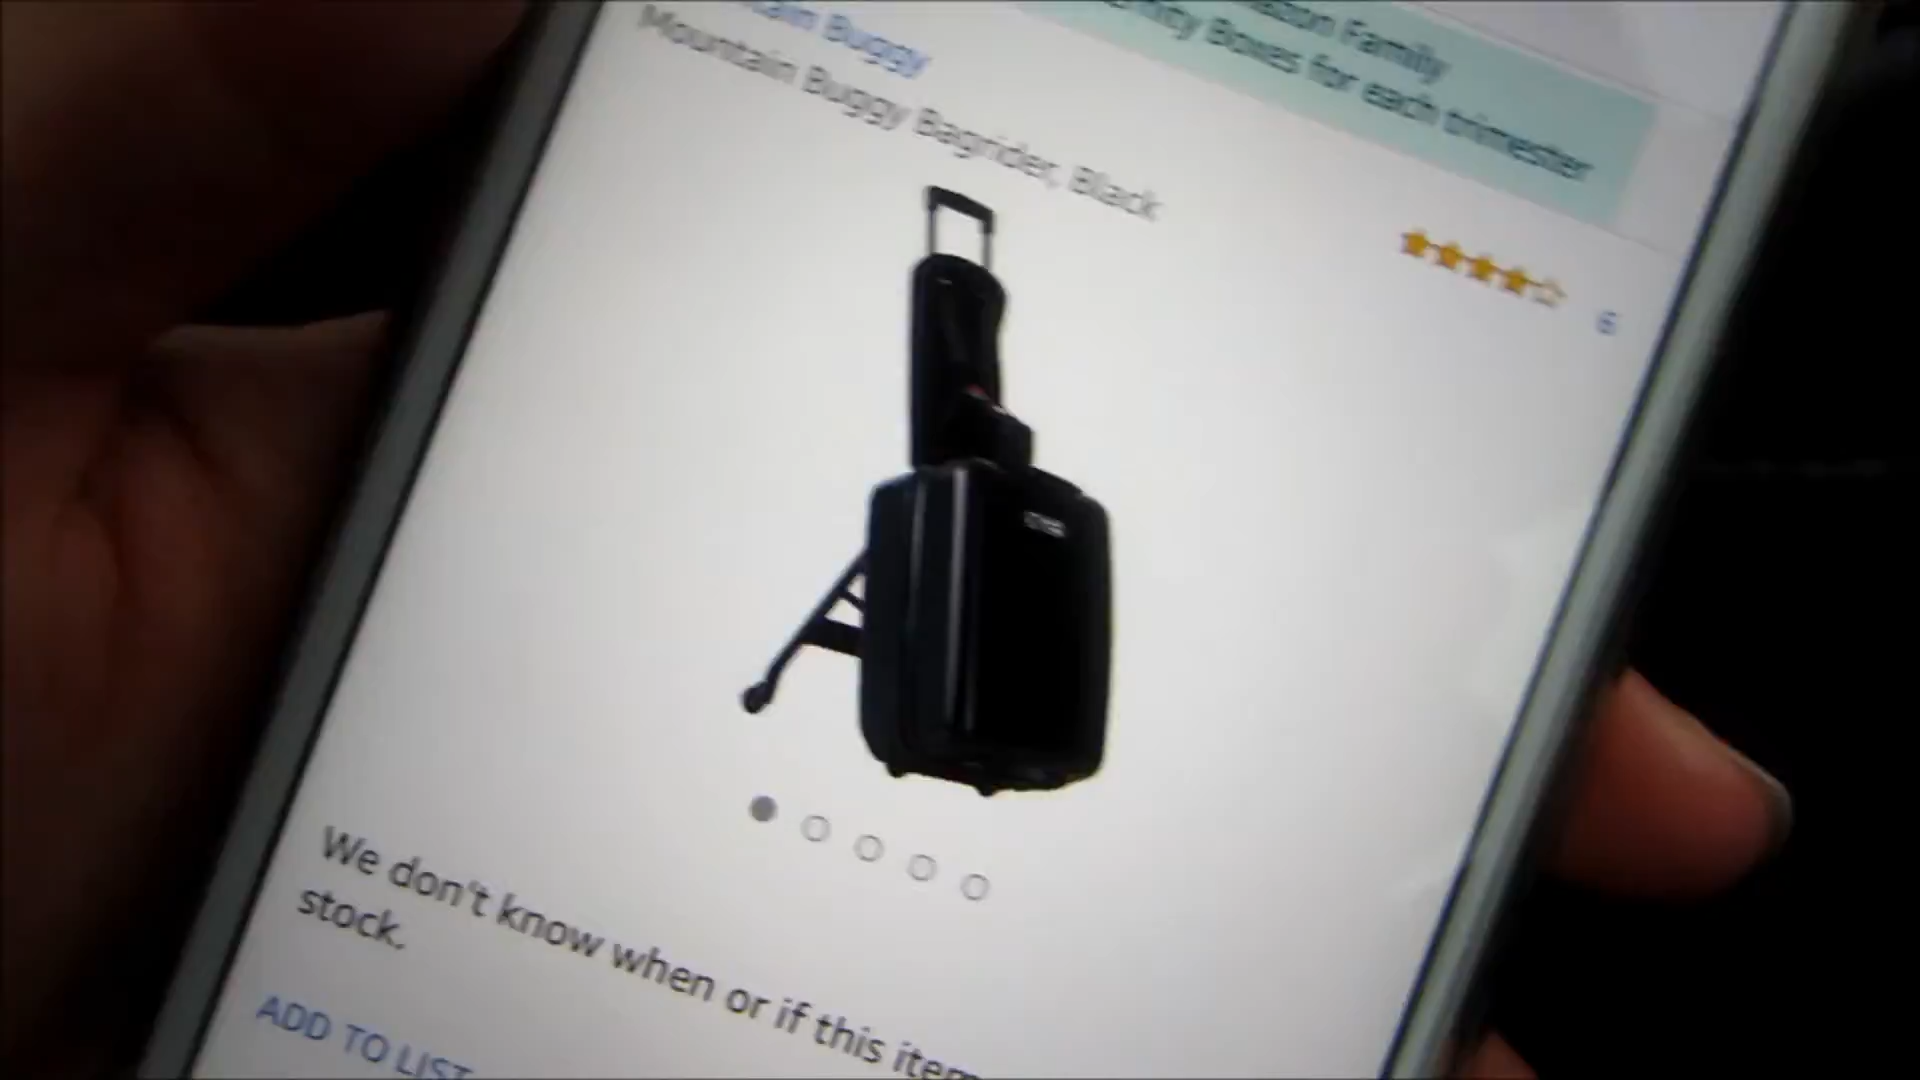 Family
Boxes for each trimester
Buggy
Mountain Buggy Bagrider, Black
6
We don't know when or if this item
stock.
ADD TO LIST